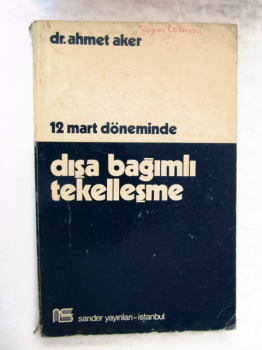 dr. ahmet aker
12 mart döneminde
dışa bağımlı
tekelleşme
sander yayınları-istanbul